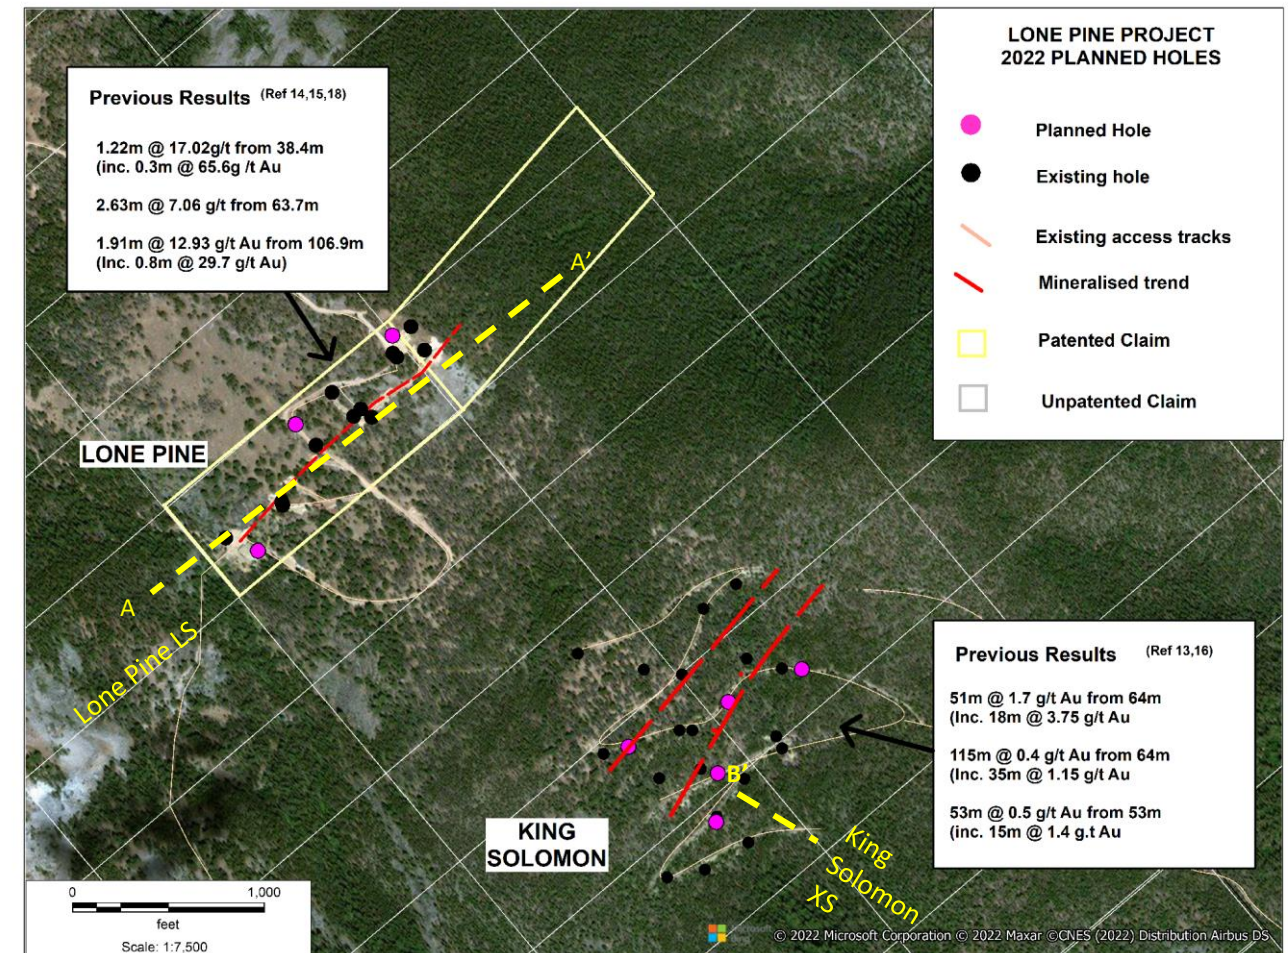 LONE PINE PROJECT
2022 PLANNED HOLES
Planned Hole
Existing hole
Existing access tracks
Mineralised trend
Patented Claim
Unpatented Claim
Previous Results (Ref 14,15,18)
1.22m @ 17.02g/t from 38.4m
(inc. 0.3m @ 65.6g /t Au
2.63m @ 7.06 g/t from 63.7m
1.91m @ 12.93 g/t Au from 106.9m
(Inc. 0.8m @ 29.7 g/t Au)
A'
LONE PINE
A
Lone Pine LS
Previous Results (Ref 13,16)
51m @ 1.7 g/t Au from 64m
(Inc. 18m @ 3.75 g/t Au
115m @ 0.4 g/t Au from 64m
(Inc. 35m @ 1.15 g/t Au
53m @ 0.5 g/t Au from 53m
(inc. 15m @ 1.4 g.t Au
B'
KING
SOLOMON
King
Solomon
XS
0 1,000
feet
Scale: 1:7,500
© 2022 Microsoft Corporation © 2022 Maxar ©CNES (2022) Distribution Airbus DS